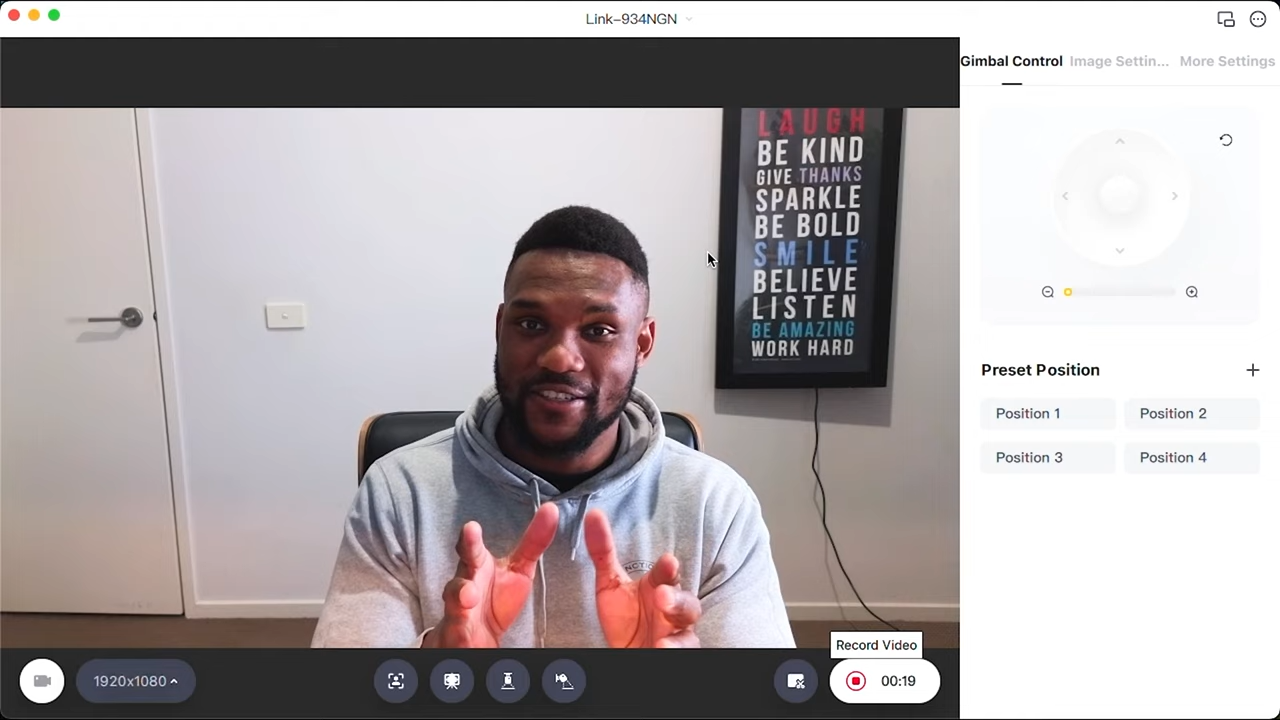 Link-934NGN
Gimbal Control
Image Settin...
More Settings
LAUGH
BE KIND
GIVE THANKS
SPARKLE
BE BOLD
SMILE
BELIEVE
LISTEN
BE AMAZING
WORK HARD
Preset Position
Position 1
Position 2
Position 3
Position 4
Record Video
1920x1080
00:19